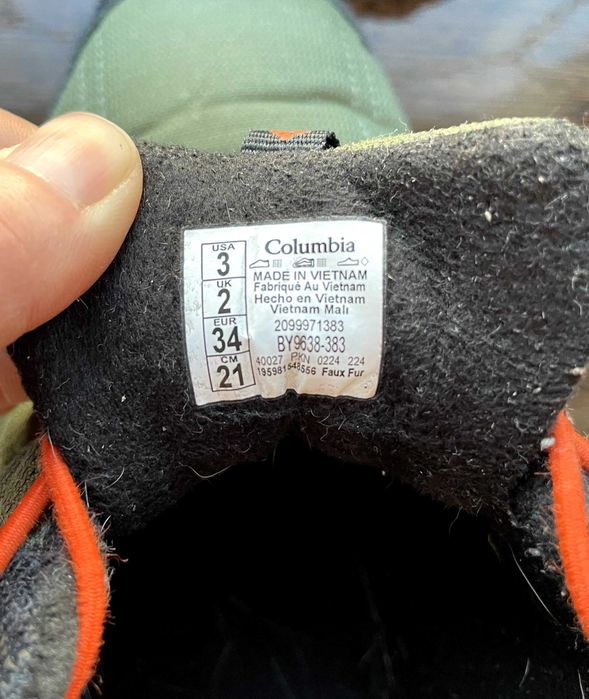 USA
3
UK
2
EUR
34
CM
21
Columbia
MADE IN VIETNAM
Fabriqué Au Vietnam
Hecho en Vietnam
Vietnam Malı
2099971383
BY9638-383
40027 PKN 0224 224
Faux Fur